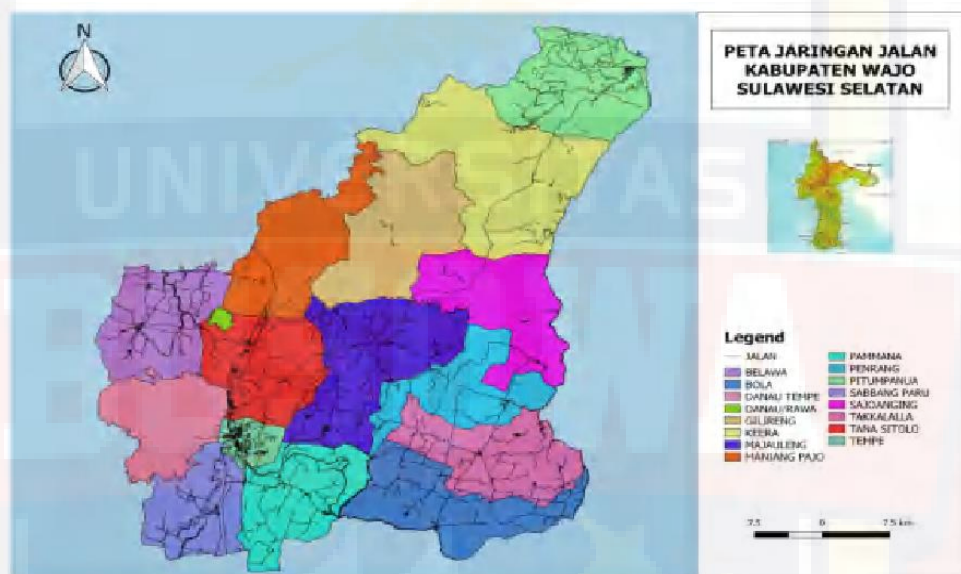 N
PETA JARINGAN JALAN
KABUPATEN WAJO
SULAWESI SELATAN
UNIVERSITAS
Legend
JALAN
BELAWA
BOLA
DANAU TEMPE
DANAU/RAWA
GILIRENG
KEERA
MAJAULENG
MANIANG PAJO
PAMMANA
PENRANG
PITUMPANUA
SABBANG PARU
SAJOANGING
TAKKALALLA
TANA SITOLO
TEMPE
7.5 0 7.5 km